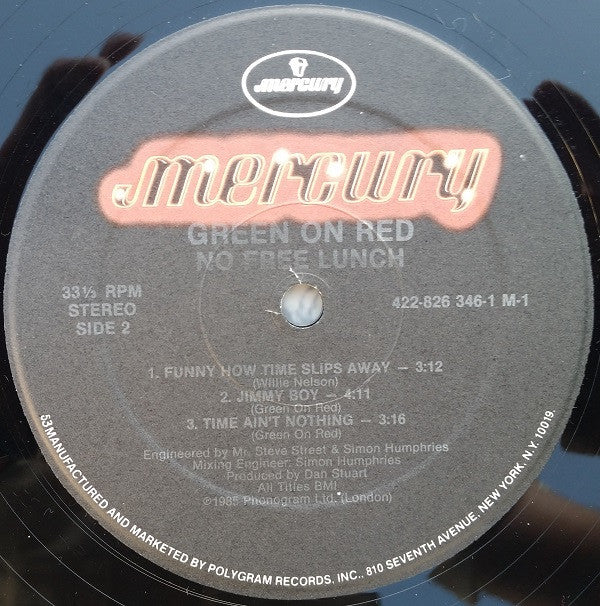 mercury
mercury
GREEN ON RED
NO FREE LUNCH
33⅓ RPM
STEREO
SIDE 2
422-826 346-1 M-1
1. FUNNY HOW TIME SLIPS AWAY – 3:12
(Willie Nelson)
2. JIMMY BOY – 4:11
(Green On Red)
3. TIME AIN'T NOTHING – 3:16
(Green On Red)
Engineered by Mr. Steve Street & Simon Humphries
Mixing Engineer: Simon Humphries
Produced by Dan Stuart
All Titles BMI
©1985 Phonogram Ltd. (London)
53MANUFACTURED AND MARKETED BY POLYGRAM RECORDS, INC., 810 SEVENTH AVENUE, NEW YORK, N.Y. 10019.